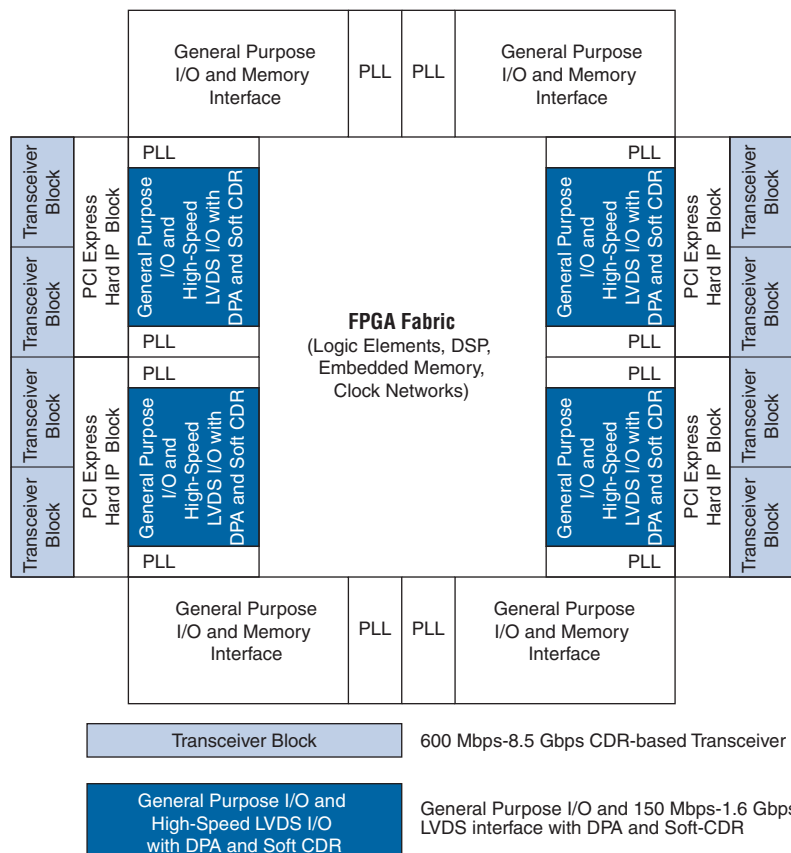 General Purpose
I/O and Memory
Interface
PLL
PLL
General Purpose
I/O and Memory
Interface
Transceiver
Block
Transceiver
Block
PCI Express
Hard IP Block
PLL
General Purpose
I/O and
High-Speed
LVDS I/O with
DPA and Soft CDR
PLL
Transceiver
Block
Transceiver
Block
PCI Express
Hard IP Block
PLL
General Purpose
I/O and
High-Speed
LVDS I/O with
DPA and Soft CDR
PLL
FPGA Fabric
(Logic Elements, DSP,
Embedded Memory,
Clock Networks)
PLL
General Purpose
I/O and
High-Speed
LVDS I/O with
DPA and Soft CDR
PLL
PCI Express
Hard IP Block
Transceiver
Block
Transceiver
Block
PLL
General Purpose
I/O and
High-Speed
LVDS I/O with
DPA and Soft CDR
PLL
PCI Express
Hard IP Block
Transceiver
Block
Transceiver
Block
General Purpose
I/O and Memory
Interface
PLL
PLL
General Purpose
I/O and Memory
Interface
Transceiver Block
600 Mbps-8.5 Gbps CDR-based Transceiver
General Purpose I/O and
High-Speed LVDS I/O
with DPA and Soft CDR
General Purpose I/O and 150 Mbps-1.6 Gbps
LVDS interface with DPA and Soft-CDR